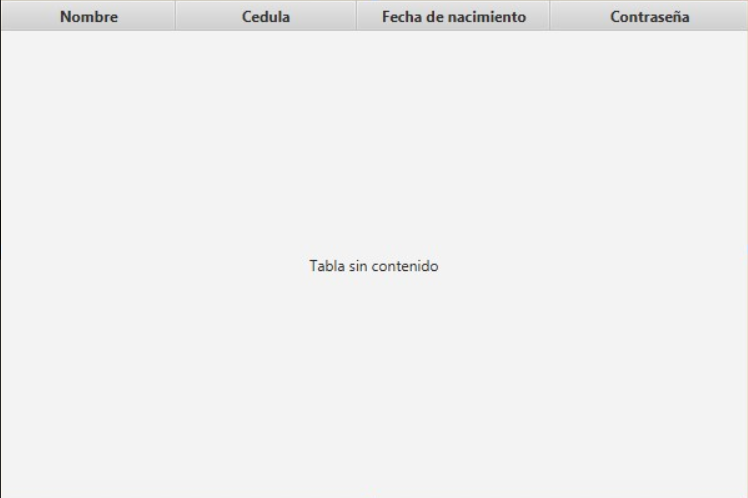 Nombre Cedula Fecha de nacimiento Contraseña
Tabla sin contenido